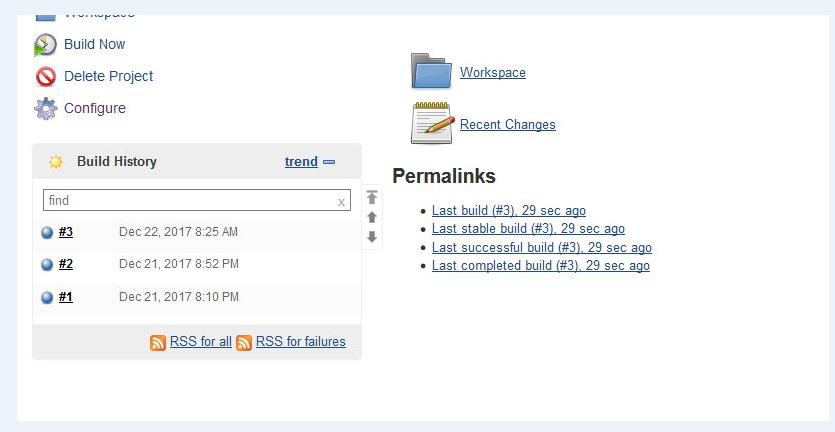 Workspace
Build Now
Delete Project
Configure
Build History trend
find x
#3 Dec 22, 2017 8:25 AM
#2 Dec 21, 2017 8:52 PM
#1 Dec 21, 2017 8:10 PM
RSS for all RSS for failures
Workspace
Recent Changes
Permalinks
Last build (#3), 29 sec ago
Last stable build (#3), 29 sec ago
Last successful build (#3), 29 sec ago
Last completed build (#3), 29 sec ago